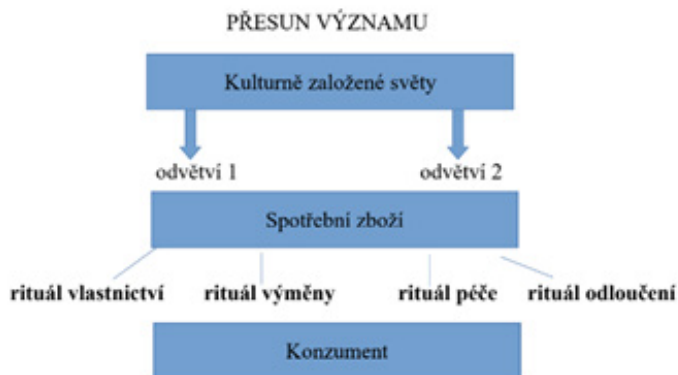 PŘESUN VÝZNAMU
Kulturně založené světy
odvětví 1 odvětví 2
Spotřební zboží
rituál vlastnictví rituál výměny rituál péče rituál odloučení
Konzument